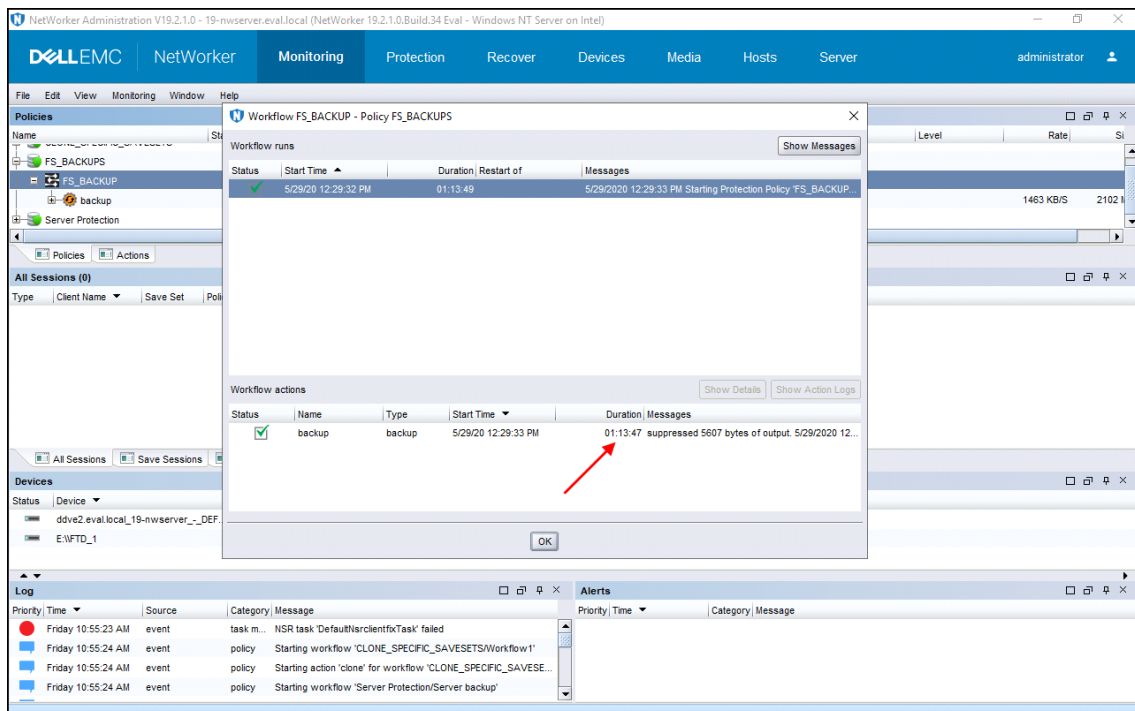 NetWorker Administration V19.2.1.0 - 19-nwserver.eval.local (NetWorker 19.2.1.0.Build.34 Eval - Windows NT Server on Intel)
DELLEMC NetWorker Monitoring Protection Recover Devices Media Hosts Server administrator
File Edit View Monitoring Window Help
Policies
Name Sta Level Rate Si
FS_BACKUPS
FS_BACKUP
backup 1463 KB/S 2102
Server Protection
Policies Actions
Workflow FS_BACKUP - Policy FS_BACKUPS
Workflow runs Show Messages
Status Start Time Duration Restart of Messages
5/29/20 12:29:32 PM 01:13:49 5/29/2020 12:29:33 PM Starting Protection Policy 'FS_BACKUP...
Workflow actions Show Details Show Action Logs
Status Name Type Start Time Duration Messages
backup backup 5/29/20 12:29:33 PM 01:13:47 suppressed 5607 bytes of output. 5/29/2020 12...
OK
All Sessions (0)
Type Client Name Save Set Poli
All Sessions Save Sessions
Devices
Status Device
ddve2.eval.local_19-nwserver_-_DEF...
E:\\FTD_1
Log
Priority Time Source Category Message
Friday 10:55:23 AM event task m... NSR task 'DefaultNsrclientfixTask' failed
Friday 10:55:24 AM event policy Starting workflow 'CLONE_SPECIFIC_SAVESETS/Workflow1'
Friday 10:55:24 AM event policy Starting action 'clone' for workflow 'CLONE_SPECIFIC_SAVESE...
Friday 10:55:24 AM event policy Starting workflow 'Server Protection/Server backup'
Alerts
Priority Time Category Message